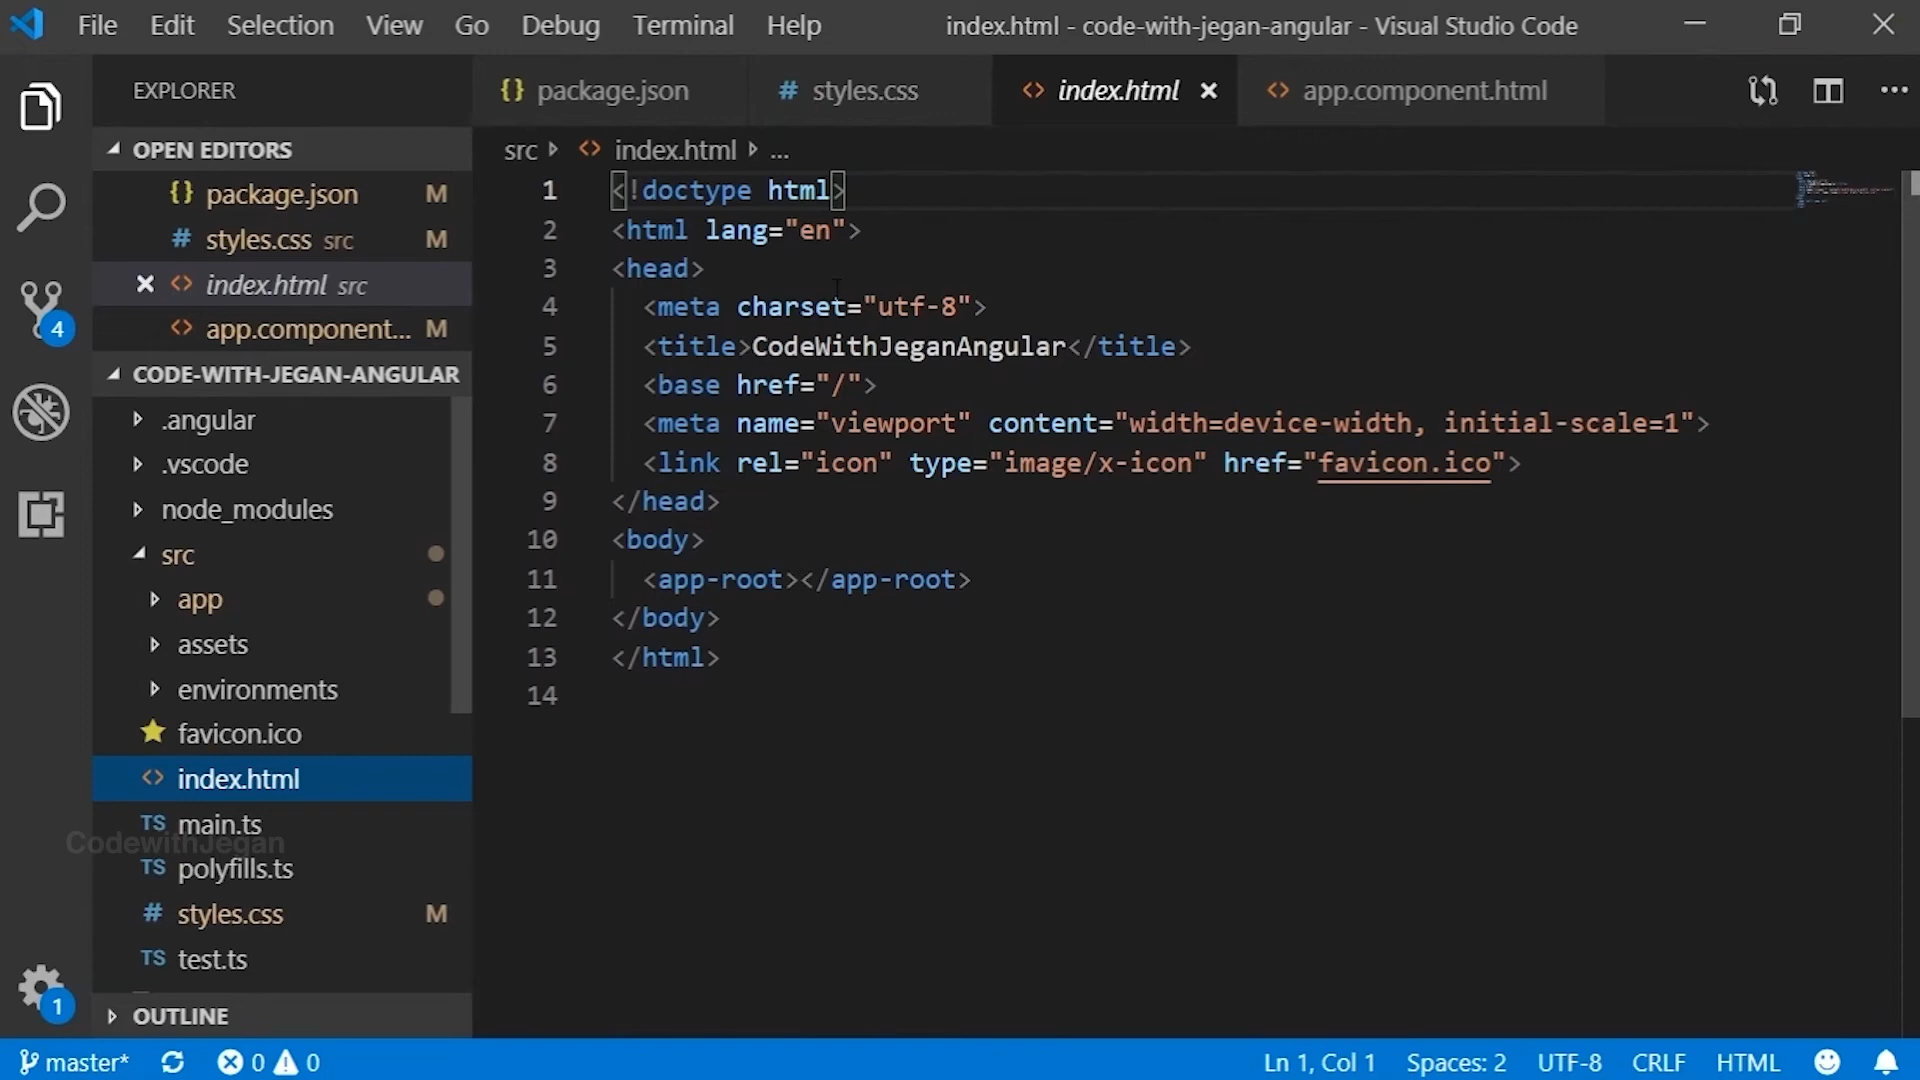 File Edit Selection View Go Debug Terminal Help index.html - code-with-jegan-angular - Visual Studio Code
EXPLORER
{} package.json # styles.css <> index.html × <> app.component.html ...
OPEN EDITORS
{} package.json M
# styles.css src M
× <> index.html src
<> app.component... M
CODE-WITH-JEGAN-ANGULAR
.angular
.vscode
node_modules
src
app
assets
environments
favicon.ico
<> index.html
TS main.ts
CodewithJegan
TS polyfills.ts
# styles.css M
TS test.ts
OUTLINE
4
1
src <> index.html ...
1 <!doctype html>
2 <html lang="en">
3 <head>
4 <meta charset="utf-8">
5 <title>CodeWithJeganAngular</title>
6 <base href="/">
7 <meta name="viewport" content="width=device-width, initial-scale=1">
8 <link rel="icon" type="image/x-icon" href="favicon.ico">
9 </head>
10 <body>
11 <app-root></app-root>
12 </body>
13 </html>
14
master* 0 0 Ln 1, Col 1 Spaces: 2 UTF-8 CRLF HTML